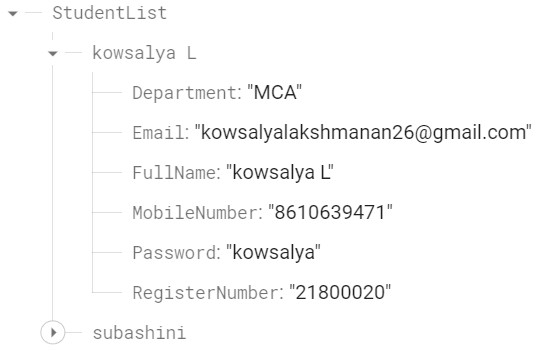 StudentList
kowsalya L
Department: "MCA"
Email: "kowsalyalakshmanan26@gmail.com"
FullName: "kowsalya L"
MobileNumber: "8610639471"
Password: "kowsalya"
RegisterNumber: "21800020"
subashini